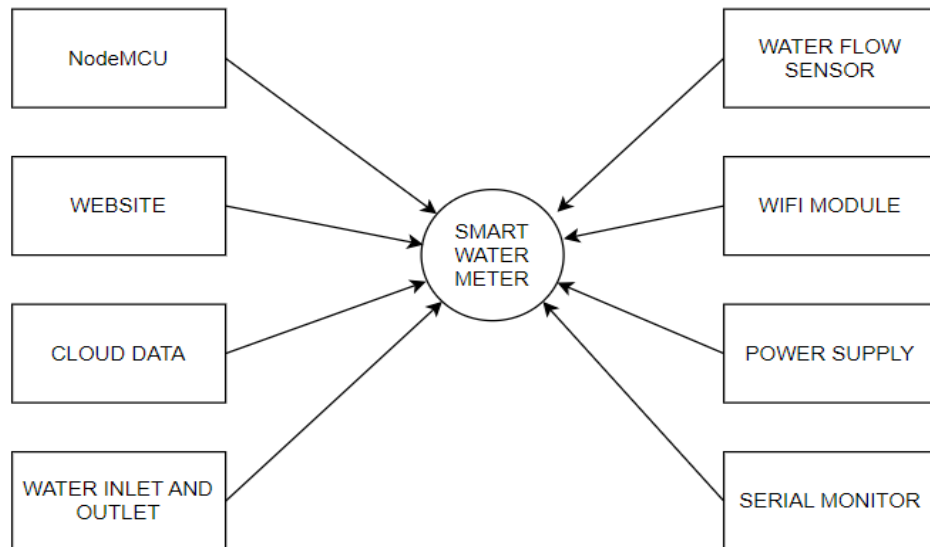 NodeMCU
WEBSITE
CLOUD DATA
WATER INLET AND
OUTLET
SMART
WATER
METER
WATER FLOW
SENSOR
WIFI MODULE
POWER SUPPLY
SERIAL MONITOR